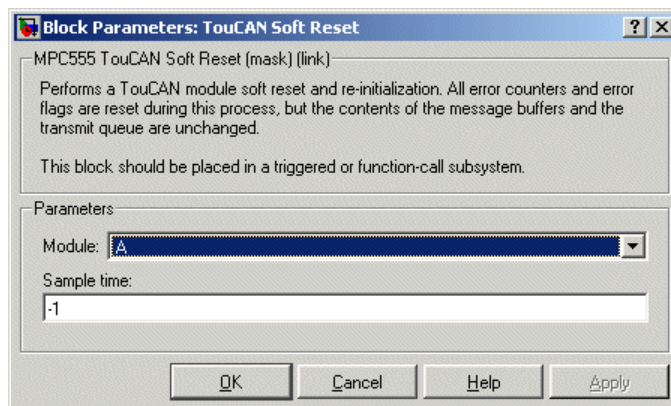 Block Parameters: TouCAN Soft Reset
MPC555 TouCAN Soft Reset (mask) (link)
Performs a TouCAN module soft reset and re-initialization. All error counters and error
flags are reset during this process, but the contents of the message buffers and the
transmit queue are unchanged.
This block should be placed in a triggered or function-call subsystem.
Parameters
Module: A
Sample time:
-1
OK Cancel Help Apply